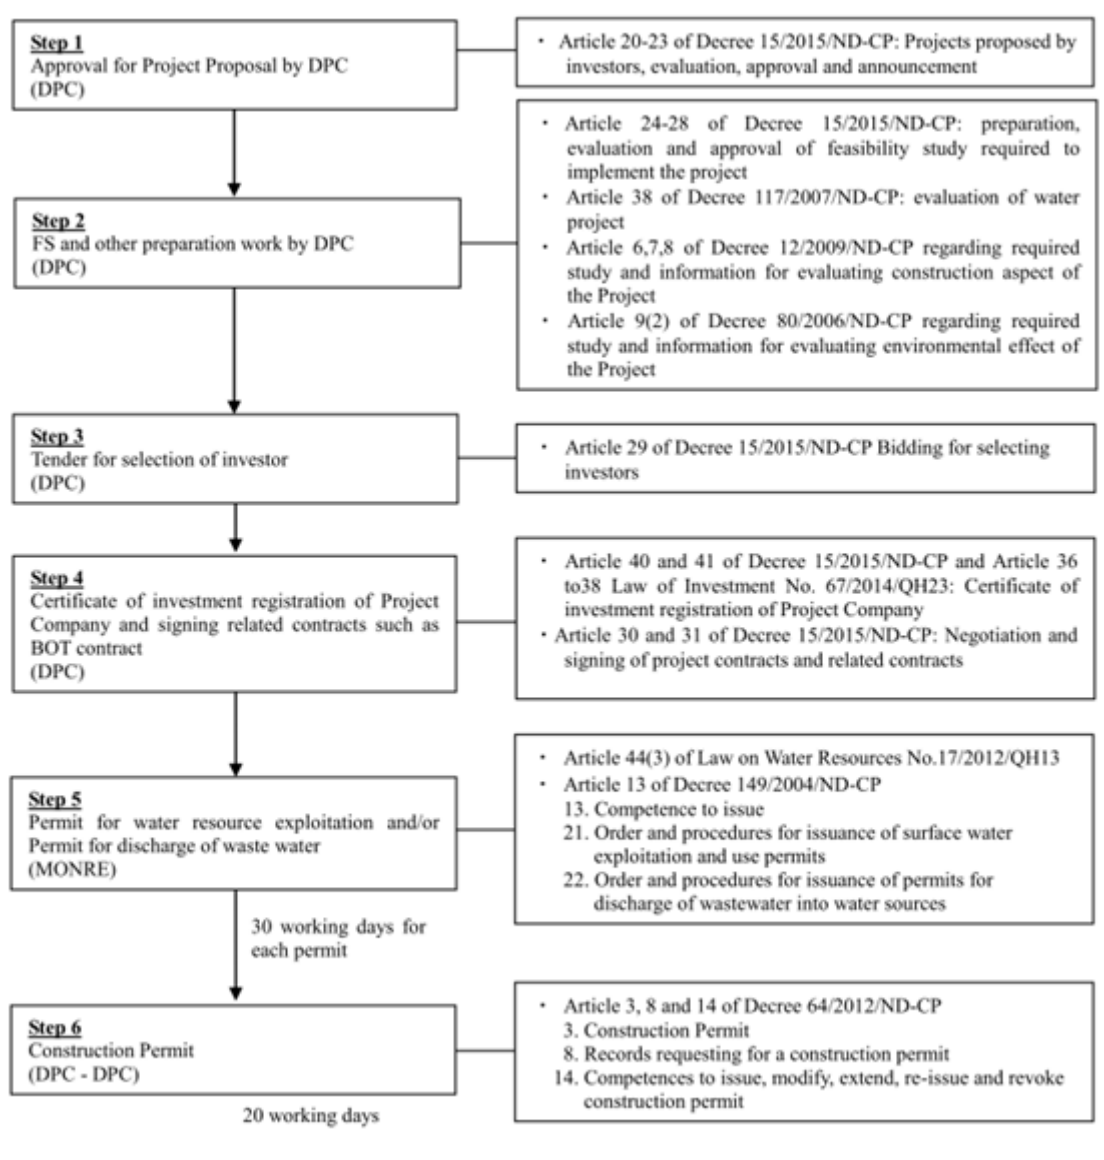 Step 1
Approval for Project Proposal by DPC
(DPC)
· Article 20-23 of Decree 15/2015/ND-CP: Projects proposed by
investors, evaluation, approval and announcement
Step 2
FS and other preparation work by DPC
(DPC)
· Article 24-28 of Decree 15/2015/ND-CP: preparation,
evaluation and approval of feasibility study required to
implement the project
· Article 38 of Decree 117/2007/ND-CP: evaluation of water
project
· Article 6,7,8 of Decree 12/2009/ND-CP regarding required
study and information for evaluating construction aspect of
the Project
· Article 9(2) of Decree 80/2006/ND-CP regarding required
study and information for evaluating environmental effect of
the Project
Step 3
Tender for selection of investor
(DPC)
· Article 29 of Decree 15/2015/ND-CP Bidding for selecting
investors
Step 4
Certificate of investment registration of Project
Company and signing related contracts such as
BOT contract
(DPC)
· Article 40 and 41 of Decree 15/2015/ND-CP and Article 36
to38 Law of Investment No. 67/2014/QH23: Certificate of
investment registration of Project Company
· Article 30 and 31 of Decree 15/2015/ND-CP: Negotiation and
signing of project contracts and related contracts
Step 5
Permit for water resource exploitation and/or
Permit for discharge of waste water
(MONRE)
· Article 44(3) of Law on Water Resources No.17/2012/QH13
· Article 13 of Decree 149/2004/ND-CP
13. Competence to issue
21. Order and procedures for issuance of surface water
exploitation and use permits
22. Order and procedures for issuance of permits for
discharge of wastewater into water sources
30 working days for
each permit
Step 6
Construction Permit
(DPC - DPC)
· Article 3, 8 and 14 of Decree 64/2012/ND-CP
3. Construction Permit
8. Records requesting for a construction permit
14. Competences to issue, modify, extend, re-issue and revoke
construction permit
20 working days